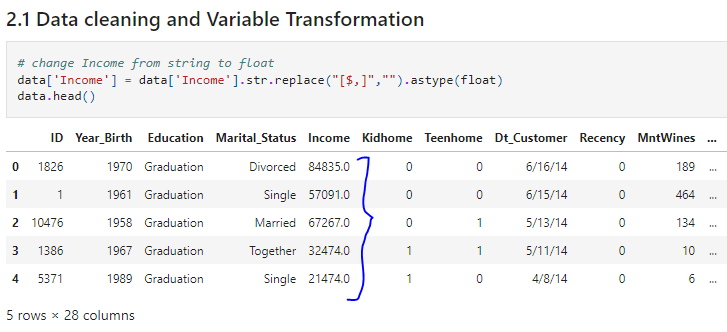 2.1 Data cleaning and Variable Transformation
# change Income from string to float
data['Income'] = data['Income'].str.replace("[$,]","").astype(float)
data.head()
ID Year_Birth Education Marital_Status Income Kidhome Teenhome Dt_Customer Recency MntWines ...
0 1826 1970 Graduation Divorced 84835.0 0 0 6/16/14 0 189 ...
1 1 1961 Graduation Single 57091.0 0 0 6/15/14 0 464 ...
2 10476 1958 Graduation Married 67267.0 0 1 5/13/14 0 134 ...
3 1386 1967 Graduation Together 32474.0 1 1 5/11/14 0 10 ...
4 5371 1989 Graduation Single 21474.0 1 0 4/8/14 0 6 ...
5 rows × 28 columns